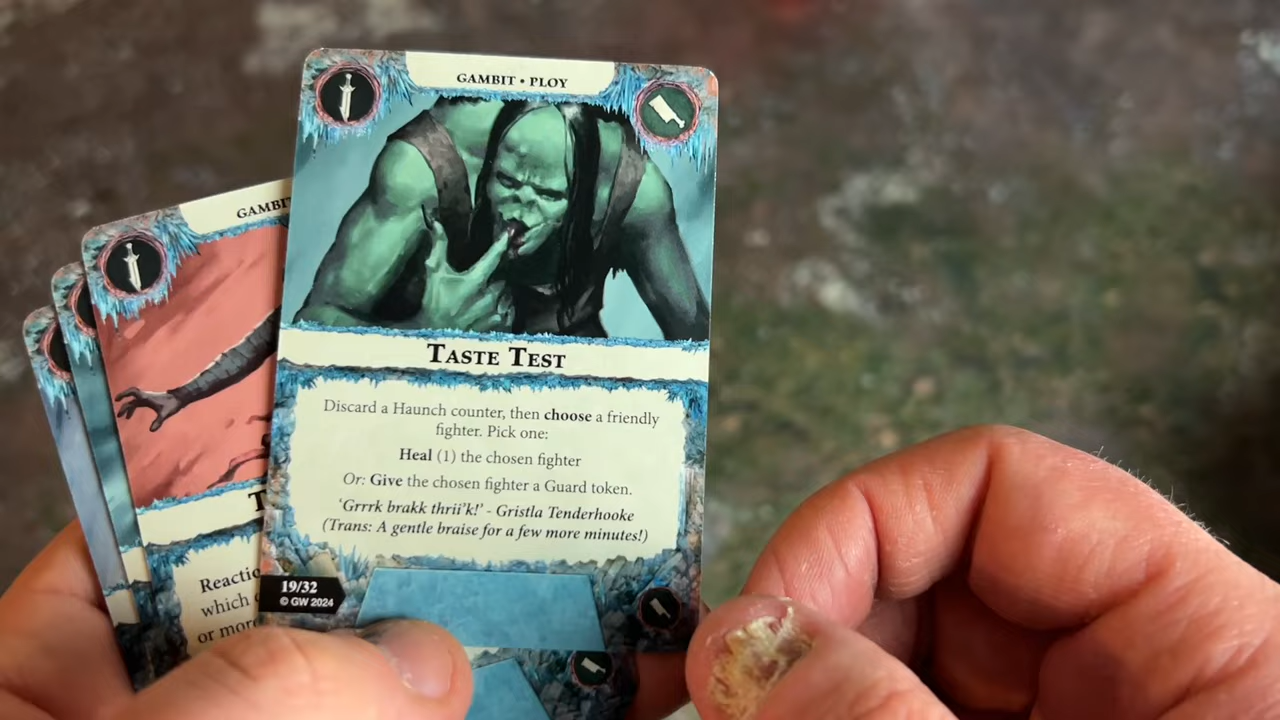 GAMBIT • PLOY
TASTE TEST
Discard a Haunch counter, then choose a friendly
fighter. Pick one:
Heal (1) the chosen fighter
Or: Give the chosen fighter a Guard token.
'Grrrk brakk thrii'k!' - Gristla Tenderhooke
(Trans: A gentle braise for a few more minutes!)
19/32
© GW 2024
GAMBIT
T
Reactio
which
or more